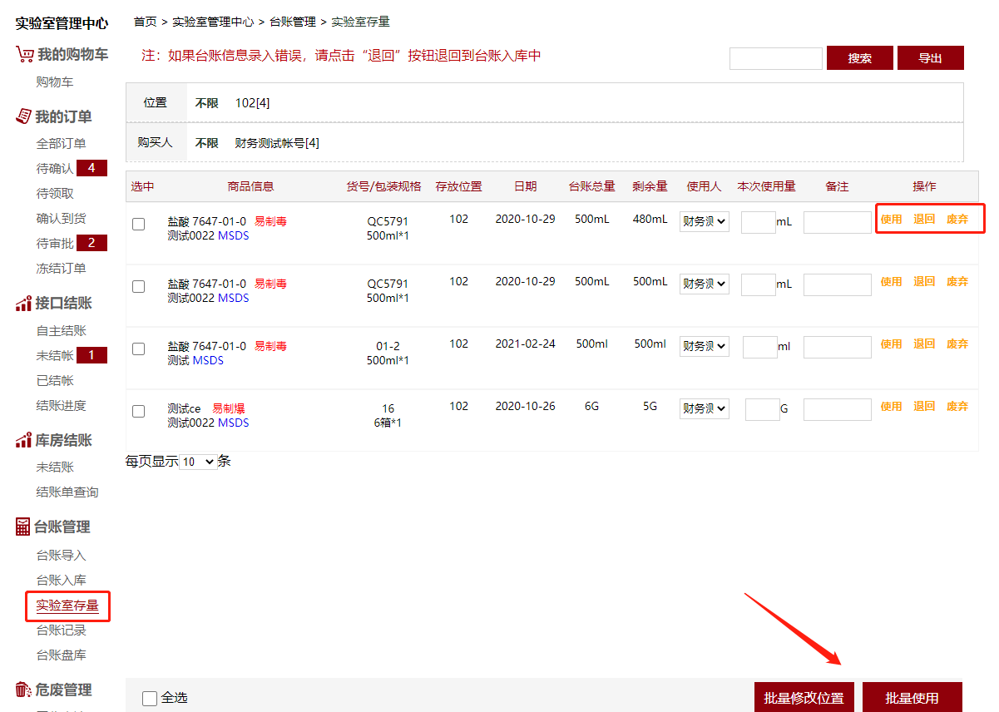 实验室管理中心
首页 > 实验室管理中心 > 台账管理 > 实验室存量
我的购物车
购物车
我的订单
全部订单
待确认 4
待领取
确认到货
待审批 2
冻结订单
接口结账
自主结账
未结帐 1
已结帐
结账进度
库房结账
未结账
结账单查询
台账管理
台账导入
台账入库
实验室存量
台账记录
台账盘库
危废管理
注：如果台账信息录入错误，请点击“退回”按钮退回到台账入库中
搜索 导出
位置 不限 102[4]
购买人 不限 财务测试帐号[4]
选中 商品信息 货号/包装规格 存放位置 日期 台账总量 剩余量 使用人 本次使用量 备注 操作
盐酸 7647-01-0 易制毒 QC5791 102 2020-10-29 500mL 480mL 财务测 mL 使用 退回 废弃
测试0022 MSDS 500ml*1
盐酸 7647-01-0 易制毒 QC5791 102 2020-10-29 500mL 500mL 财务测 mL 使用 退回 废弃
测试0022 MSDS 500ml*1
盐酸 7647-01-0 易制毒 01-2 102 2021-02-24 500ml 500ml 财务测 ml 使用 退回 废弃
测试 MSDS 500ml*1
测试ce 易制爆 16 102 2020-10-26 6G 5G 财务测 G 使用 退回 废弃
测试0022 MSDS 6箱*1
每页显示 10 条
全选 批量修改位置 批量使用